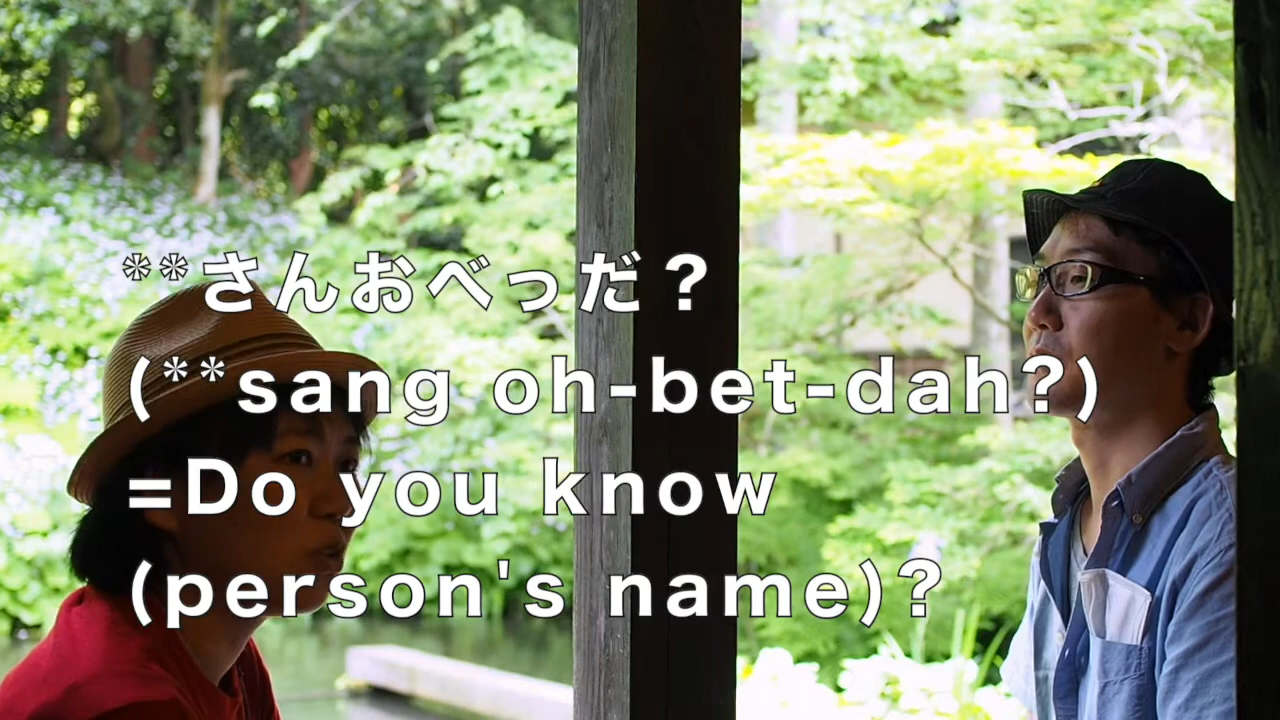 **さんおべっだ？
(**sang oh-bet-dah?)
=Do you know
(person's name)?